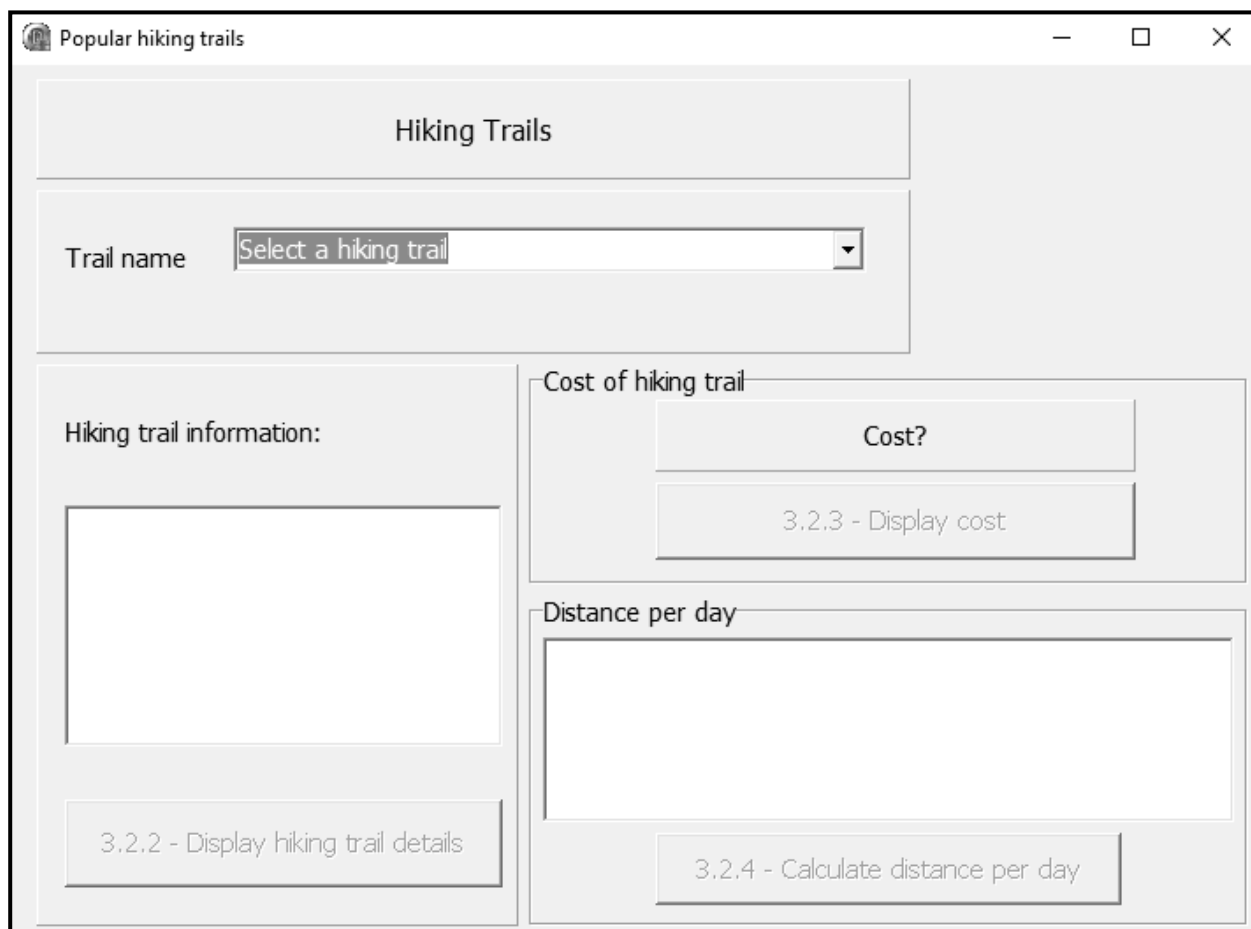 Popular hiking trails
Hiking Trails
Trail name
Select a hiking trail
Hiking trail information:
3.2.2 - Display hiking trail details
Cost of hiking trail
Cost?
3.2.3 - Display cost
Distance per day
3.2.4 - Calculate distance per day